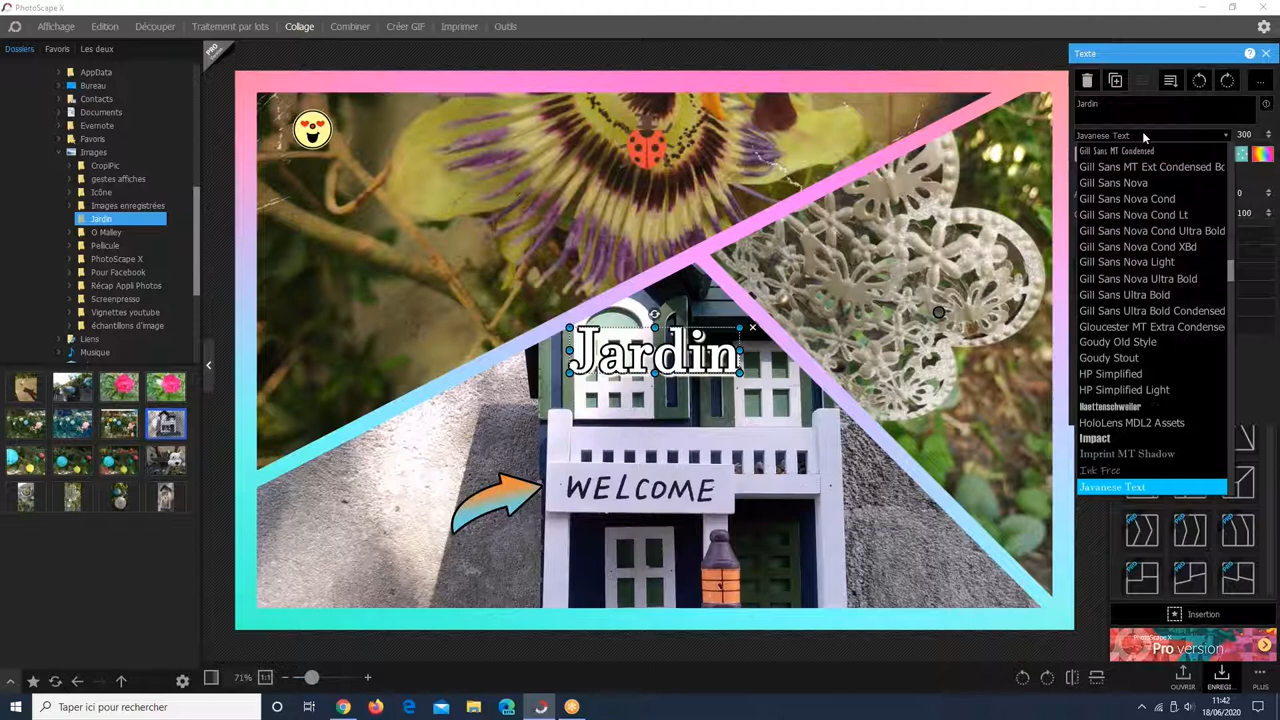 PhotoScape X
Affichage
Edition
Découper
Traitement par lots
Collage
Combiner
Créer GIF
Imprimer
Outils
Dossiers
Favoris
Les deux
PRO
Texte
AppData
Bureau
Contacts
Documents
Evernote
Favoris
Images
CropiPic
gestes affiches
Icône
Images enregistrées
Jardin
O Malley
Pellicule
PhotoScape X
Pour Facebook
Récap Appli Photos
Screenpresso
Vignettes youtube
échantillons d'image
Liens
Musique
Jardin
WELCOME
Jardin
Javanese Text
300
0
100
Gill Sans MT Condensed
Gill Sans MT Ext Condensed Bo
Gill Sans Nova
Gill Sans Nova Cond
Gill Sans Nova Cond Lt
Gill Sans Nova Cond Ultra Bold
Gill Sans Nova Cond XBd
Gill Sans Nova Light
Gill Sans Nova Ultra Bold
Gill Sans Ultra Bold
Gill Sans Ultra Bold Condensed
Gloucester MT Extra Condense
Goudy Old Style
Goudy Stout
HP Simplified
HP Simplified Light
Haettenschweiler
HoloLens MDL2 Assets
Impact
Imprint MT Shadow
Ink Free
Javanese Text
Insertion
PhotoScape X
Pro version
71%
1:1
OUVRIR
ENREGI...
PLUS
Taper ici pour rechercher
11:42
18/06/2020